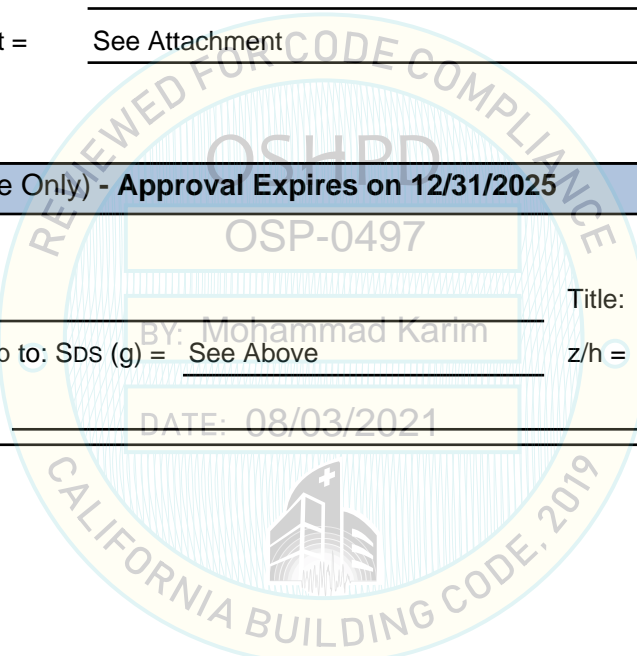 t = See Attachment
REVIEWED FOR CODE COMPLIANCE
OSHPD
e Only) - Approval Expires on 12/31/2025
OSP-0497
Title:
BY: Mohammad Karim
o to: SDS (g) = See Above z/h =
DATE: 08/03/2021
CALIFORNIA BUILDING CODE, 2019